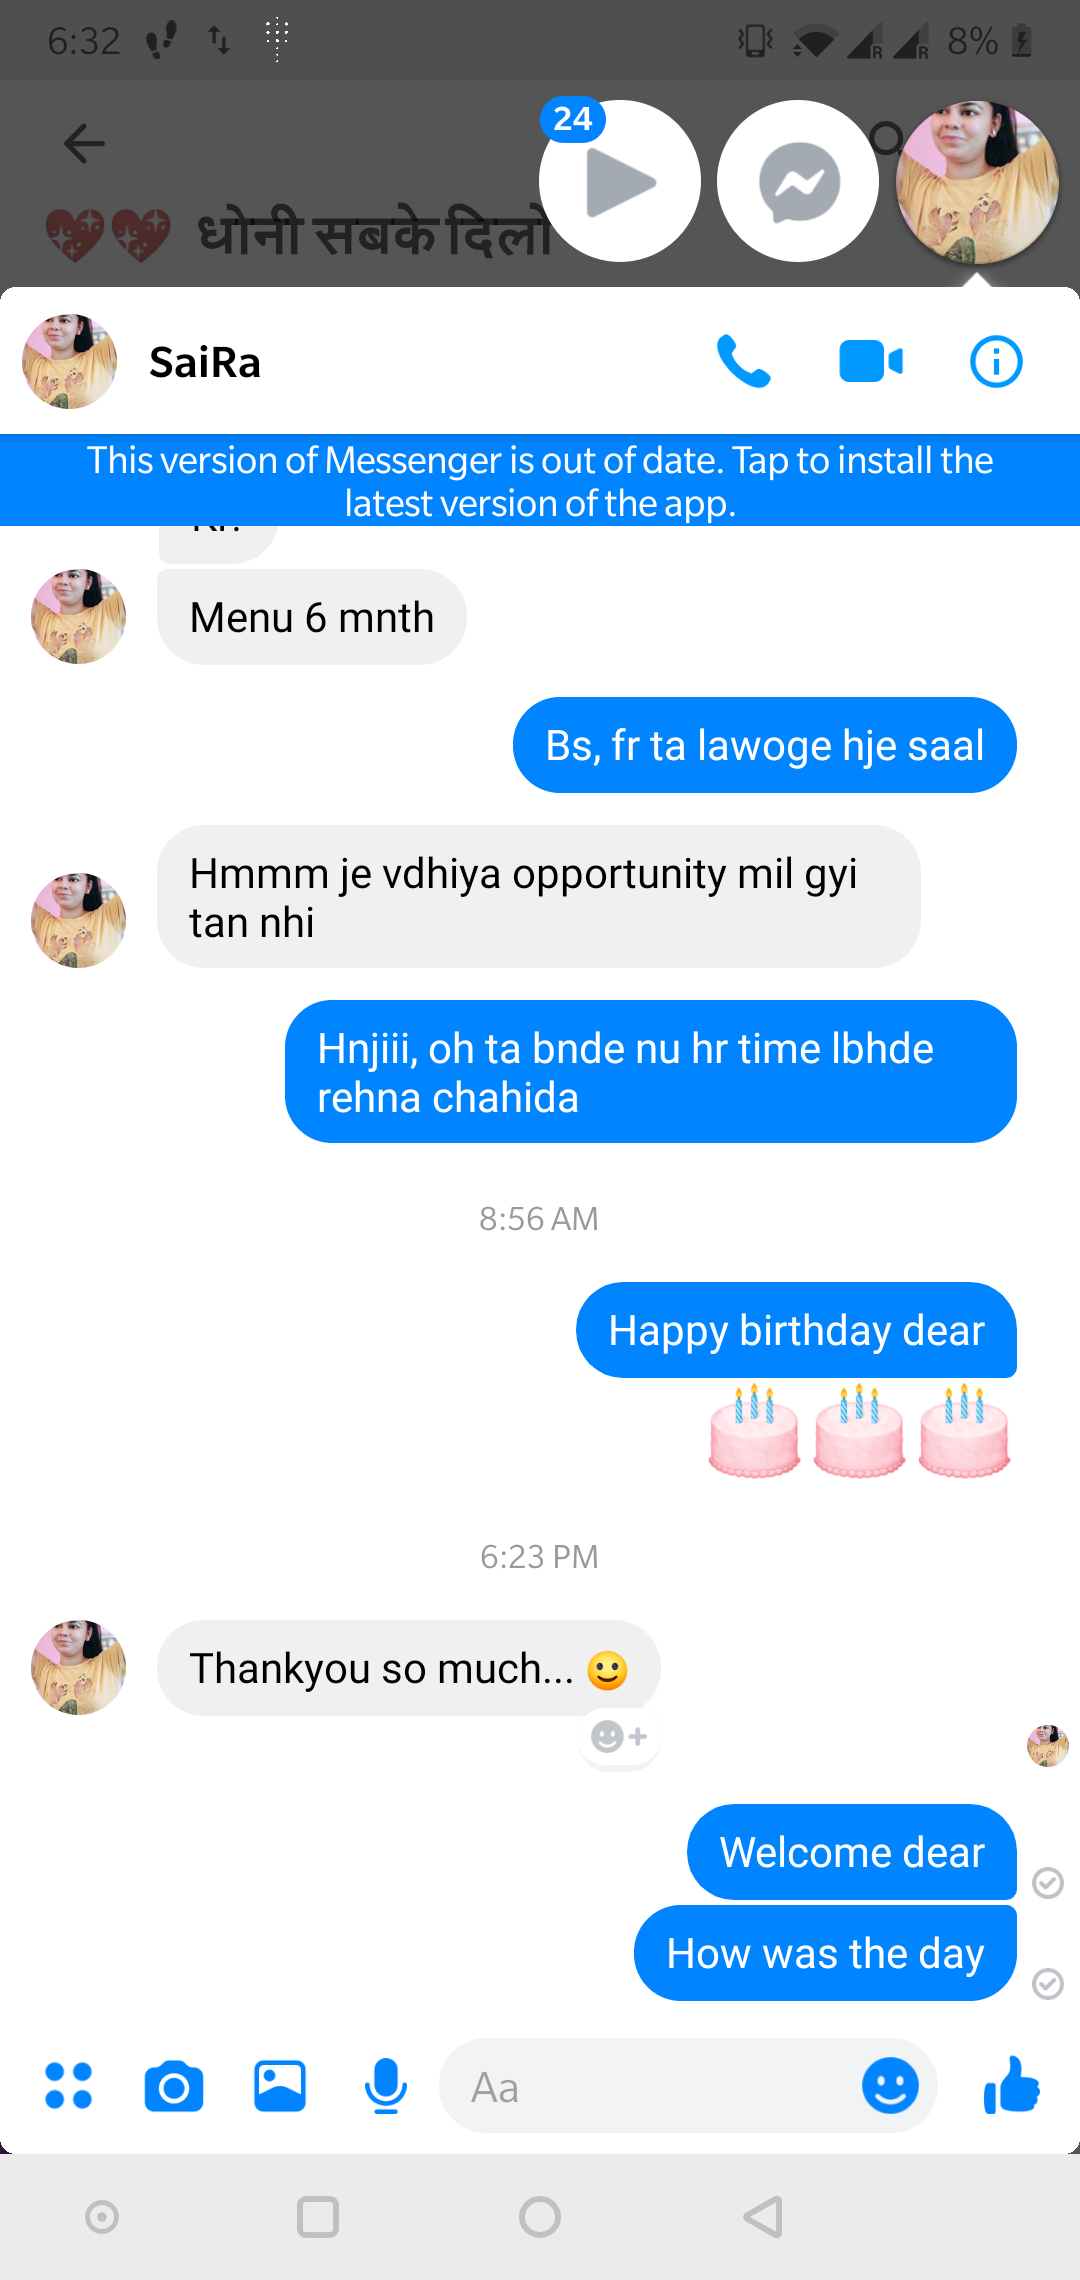 6:32
8%
24
धोनी सबके दिलो
SaiRa
This version of Messenger is out of date. Tap to install the
latest version of the app.
Menu 6 mnth
Bs, fr ta lawoge hje saal
Hmmm je vdhiya opportunity mil gyi
tan nhi
Hnjiii, oh ta bnde nu hr time lbhde
rehna chahida
8:56 AM
Happy birthday dear
6:23 PM
Thankyou so much...
Welcome dear
How was the day
Aa